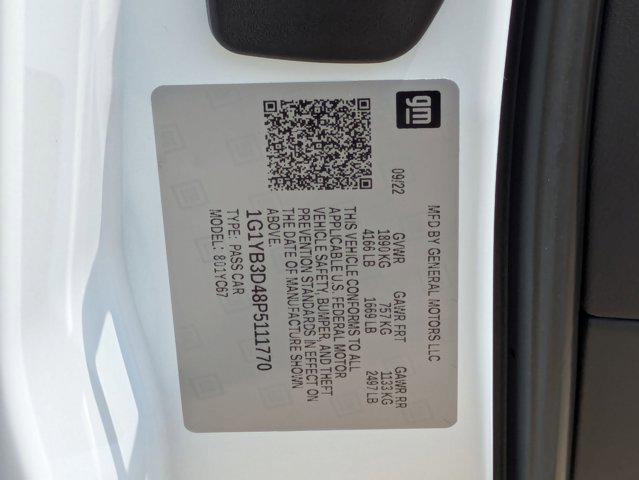 gm
MFD BY GENERAL MOTORS LLC
09/22
GVWR GAWR FRT GAWR RR
1890 KG 757 KG 1133 KG
4166 LB 1669 LB 2497 LB
THIS VEHICLE CONFORMS TO ALL
APPLICABLE U.S. FEDERAL MOTOR
VEHICLE SAFETY, BUMPER, AND THEFT
PREVENTION STANDARDS IN EFFECT ON
THE DATE OF MANUFACTURE SHOWN
ABOVE.
1G1YB3D48P5111770
TYPE: PASS CAR
MODEL: 801YC67